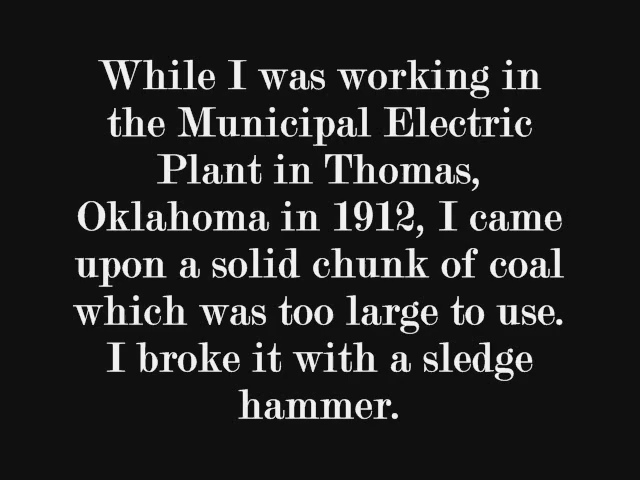 While I was working in
the Municipal Electric
Plant in Thomas,
Oklahoma in 1912, I came
upon a solid chunk of coal
which was too large to use.
I broke it with a sledge
hammer.